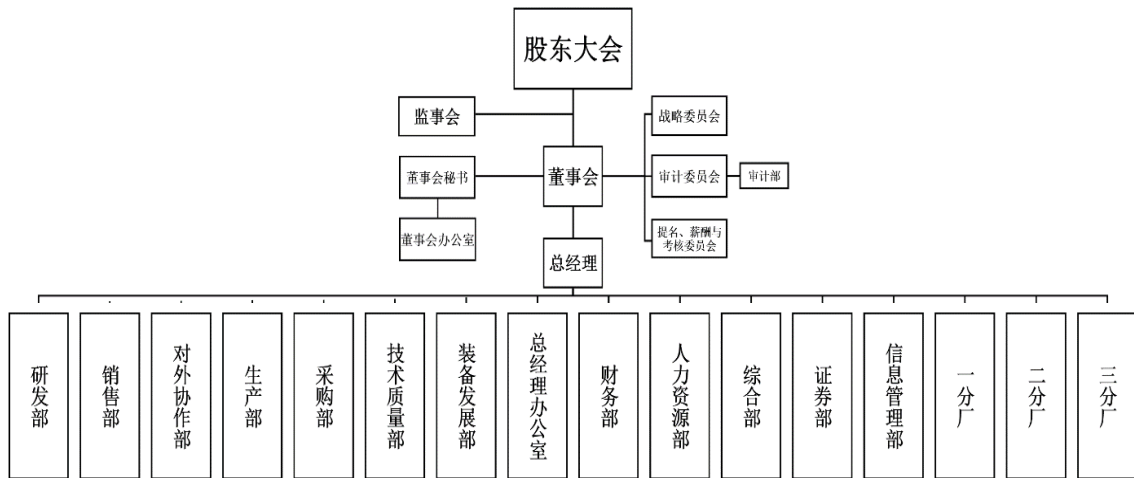 股东大会
监事会
战略委员会
董事会秘书
董事会
审计委员会
审计部
董事会办公室
总经理
提名、薪酬与
考核委员会
研发部
销售部
对外协作部
生产部
采购部
技术质量部
装备发展部
总经理办公室
财务部
人力资源部
综合部
证券部
信息管理部
一分厂
二分厂
三分厂